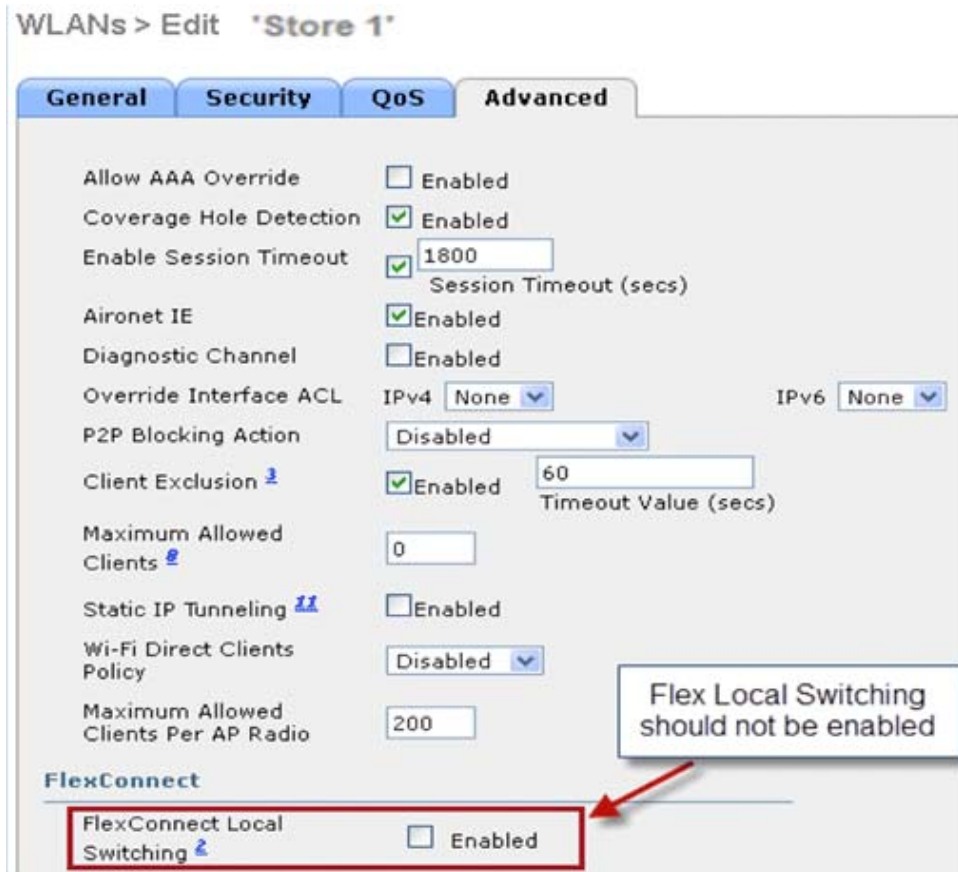 WLANs > Edit 'Store 1'
General Security QoS Advanced
Allow AAA Override Enabled
Coverage Hole Detection Enabled
Enable Session Timeout 1800
Session Timeout (secs)
Aironet IE Enabled
Diagnostic Channel Enabled
Override Interface ACL IPv4 None IPv6 None
P2P Blocking Action Disabled
Client Exclusion 3 Enabled 60
Timeout Value (secs)
Maximum Allowed
Clients 8 0
Static IP Tunneling 11 Enabled
Wi-Fi Direct Clients
Policy Disabled
Maximum Allowed
Clients Per AP Radio 200
Flex Local Switching
should not be enabled
FlexConnect
FlexConnect Local
Switching 2 Enabled